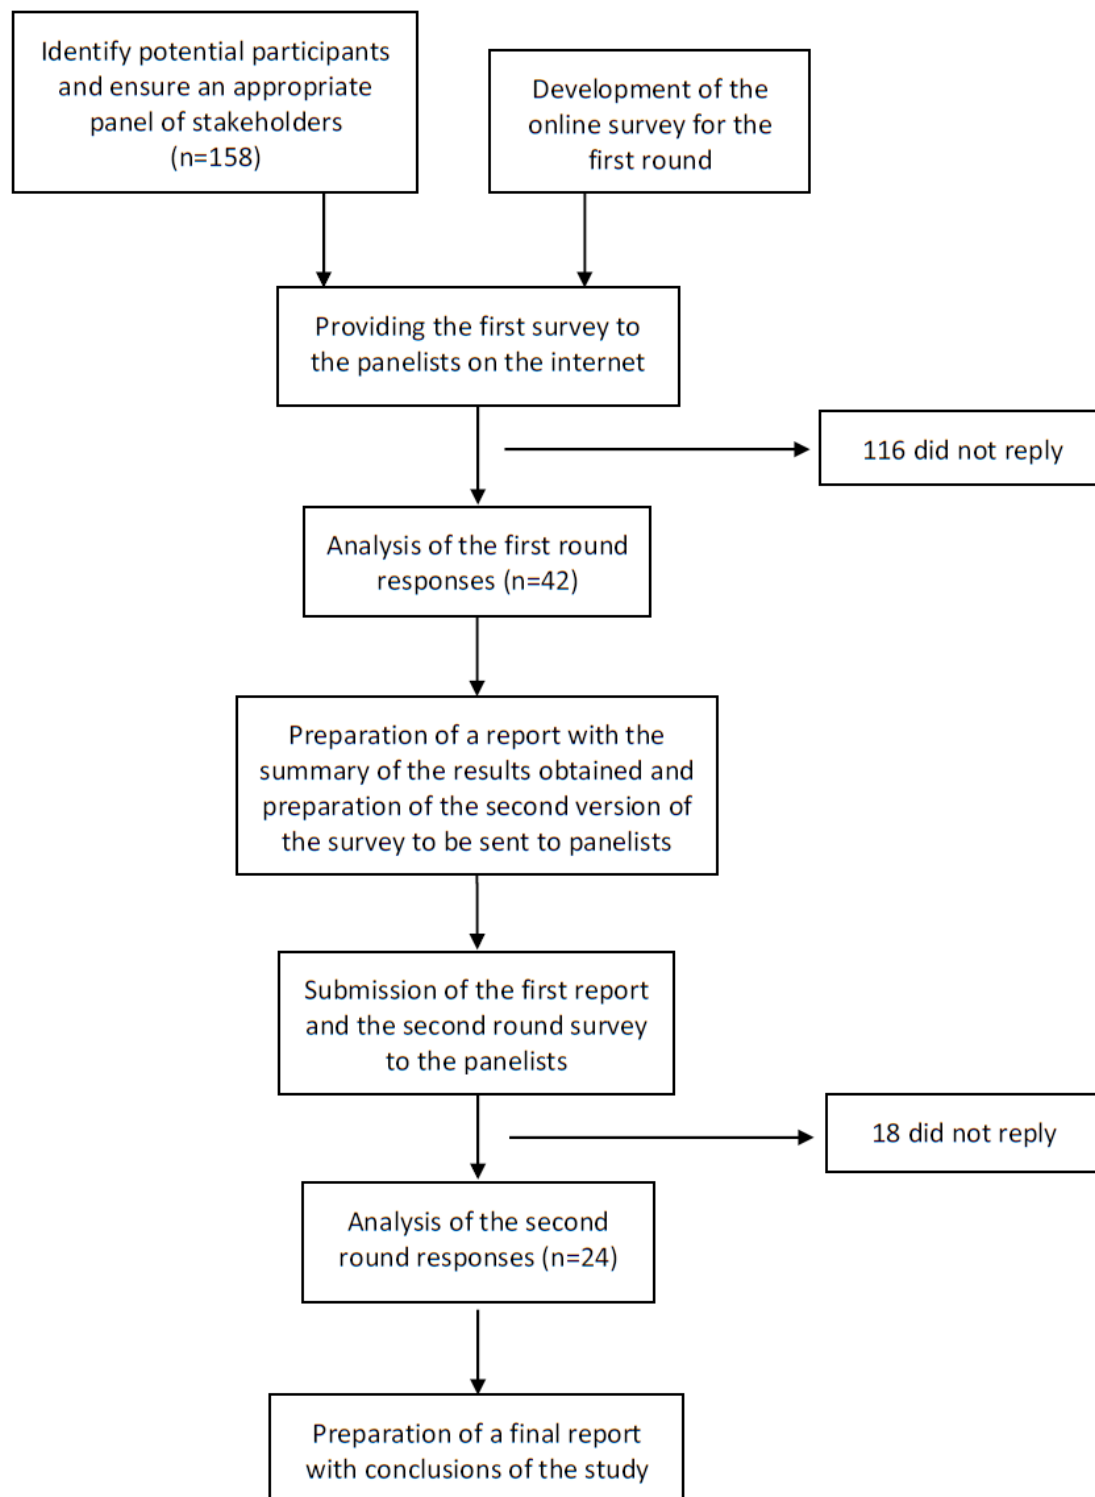 Identify potential participants
and ensure an appropriate
panel of stakeholders
(n=158)
Development of the
online survey for the
first round
Providing the first survey to
the panelists on the internet
116 did not reply
Analysis of the first round
responses (n=42)
Preparation of a report with the
summary of the results obtained and
preparation of the second version of
the survey to be sent to panelists
Submission of the first report
and the second round survey
to the panelists
18 did not reply
Analysis of the second
round responses (n=24)
Preparation of a final report
with conclusions of the study